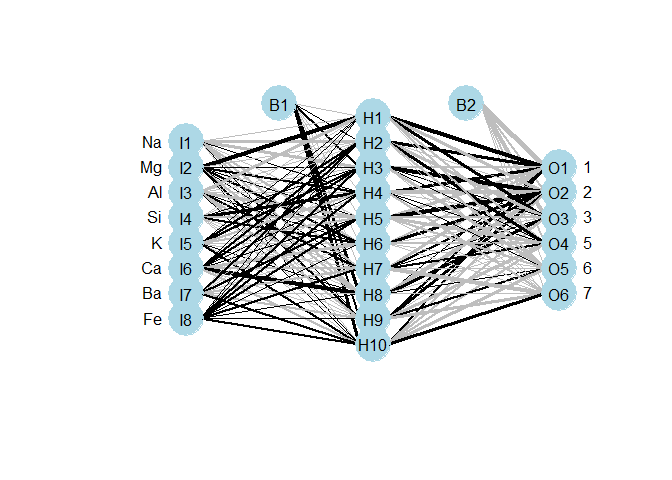 B1 B2
H1
Na I1 H2
Mg I2 H3 O1 1
Al I3 H4 O2 2
Si I4 H5 O3 3
K I5 H6 O4 5
Ca I6 H7 O5 6
Ba I7 H8 O6 7
Fe I8 H9
H10